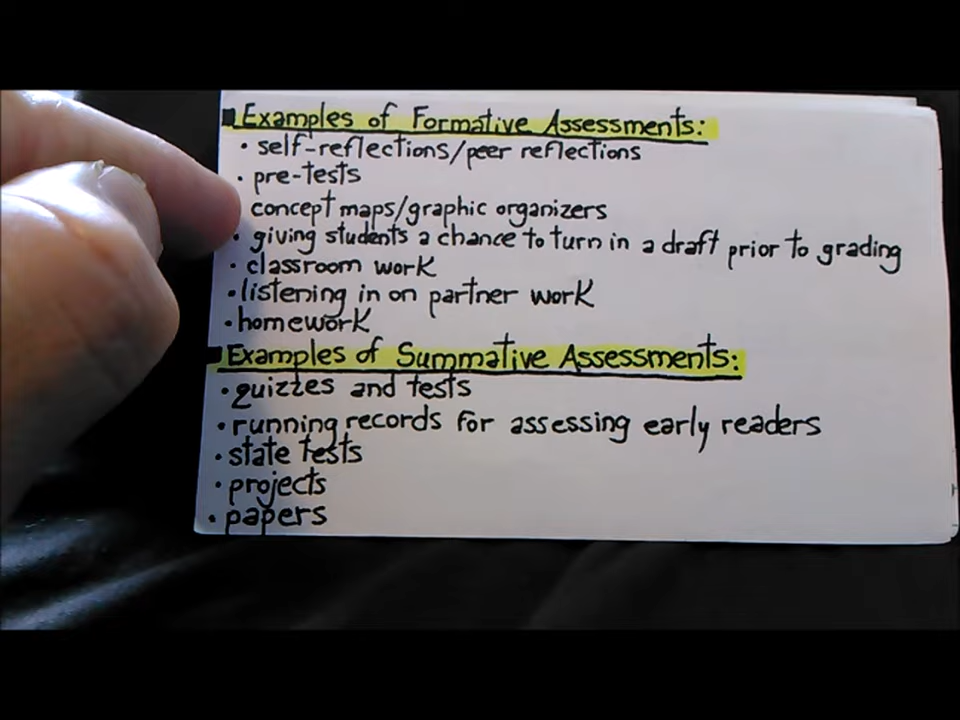 ■ Examples of Formative Assessments:
• self-reflections/peer reflections
• pre-tests
concept maps/graphic organizers
• giving students a chance to turn in a draft prior to grading
• classroom work
• listening in on partner work
• homework
■ Examples of Summative Assessments:
• quizzes and tests
• running records for assessing early readers
• state tests
• projects
• papers